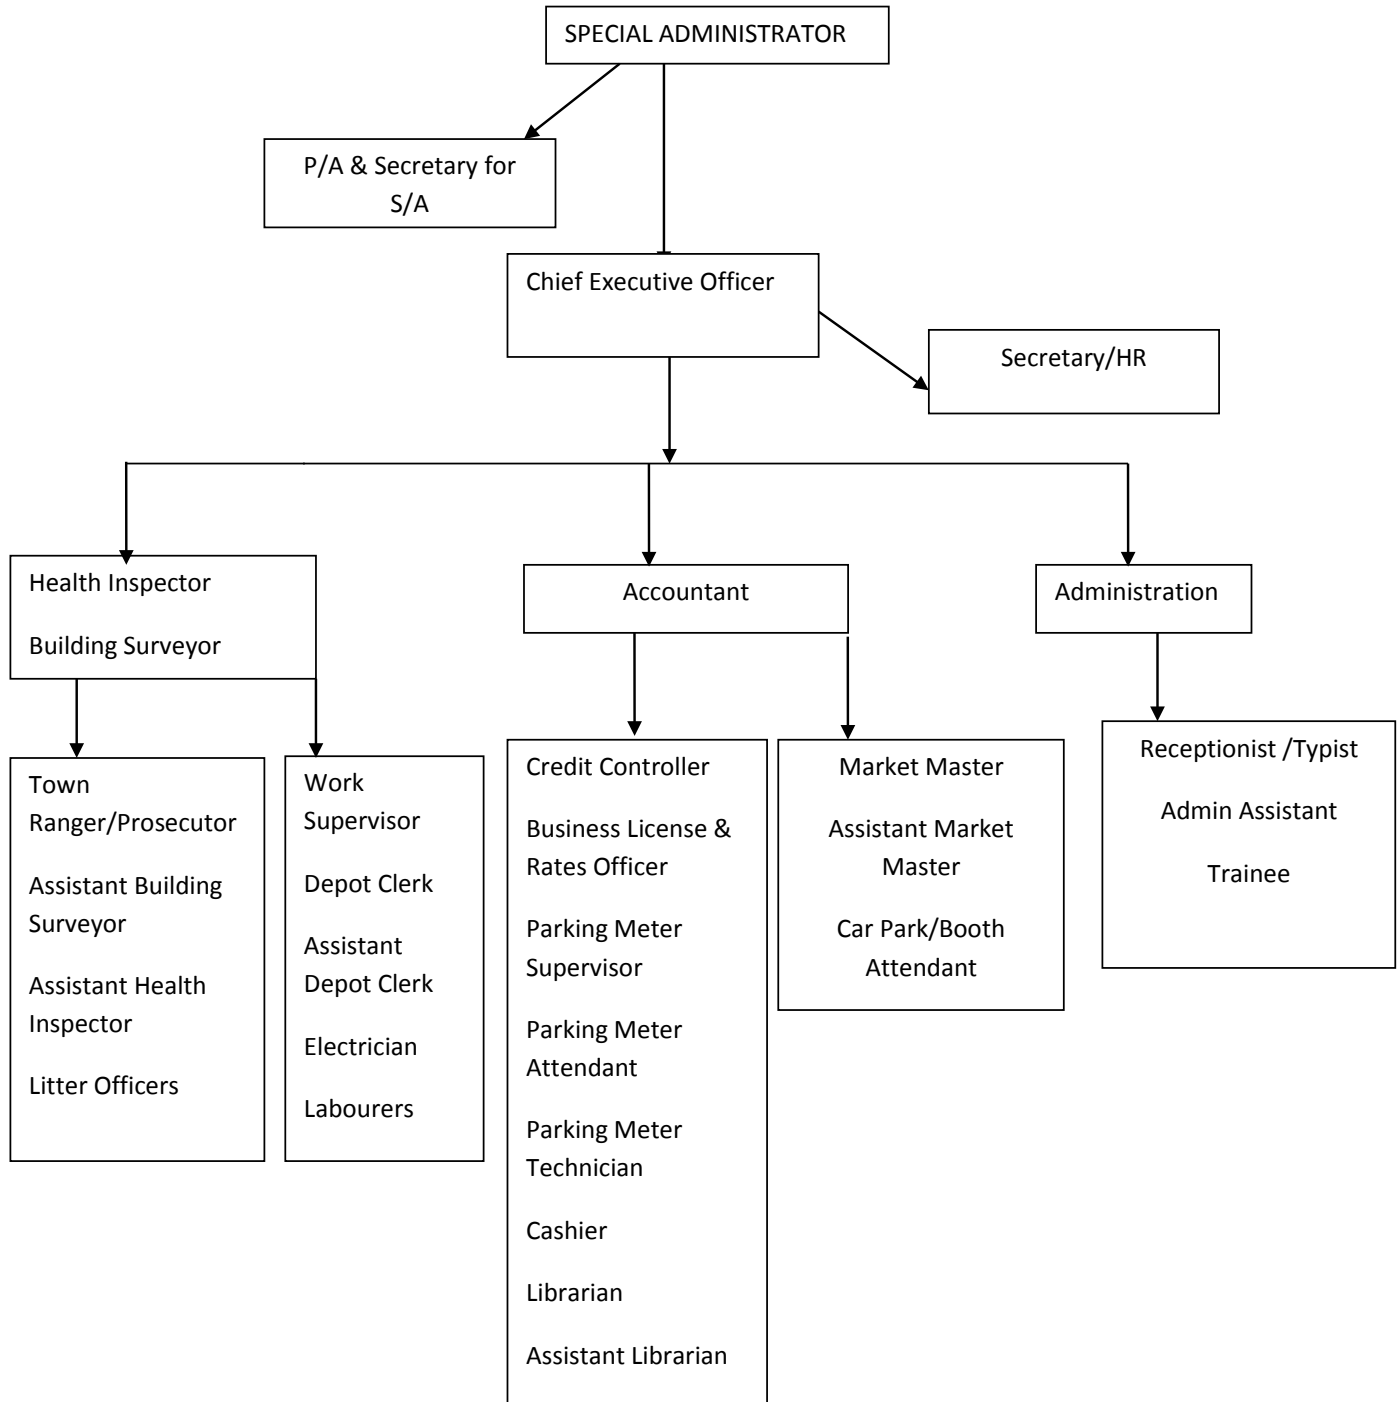 SPECIAL ADMINISTRATOR
P/A & Secretary for
S/A
Chief Executive Officer
Secretary/HR
Health Inspector
Building Surveyor
Accountant
Administration
Town
Ranger/Prosecutor
Assistant Building
Surveyor
Assistant Health
Inspector
Litter Officers
Work
Supervisor
Depot Clerk
Assistant
Depot Clerk
Electrician
Labourers
Credit Controller
Business License &
Rates Officer
Parking Meter
Supervisor
Parking Meter
Attendant
Parking Meter
Technician
Cashier
Librarian
Assistant Librarian
Market Master
Assistant Market
Master
Car Park/Booth
Attendant
Receptionist /Typist
Admin Assistant
Trainee